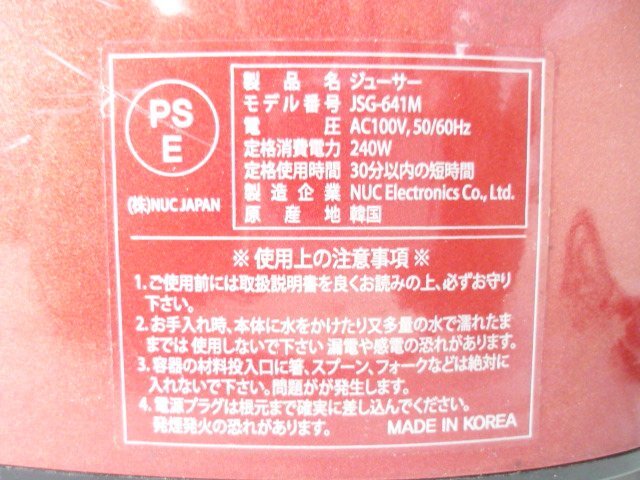 PS
E
(株)NUC JAPAN
製品名 ジューサー
モデル番号 JSG-641M
電圧 AC100V, 50/60Hz
定格消費電力 240W
定格使用時間 30分以内の短時間
製造企業 NUC Electronics Co., Ltd.
原産地 韓国
※ 使用上の注意事項 ※
1. ご使用前には取扱説明書を良くお読みの上、必ずお守り
下さい。
2. お手入れ時、本体に水をかけたり又多量の水で濡れたま
までは 使用しないで下さい 漏電や感電の恐れがあります。
3. 容器の材料投入口に箸、スプーン、フォークなどは絶対に
入れないで下さい。問題がが発生します。
4. 電源プラグは根元まで確実に差し込んでください。
発煙発火の恐れがあります。 MADE IN KOREA